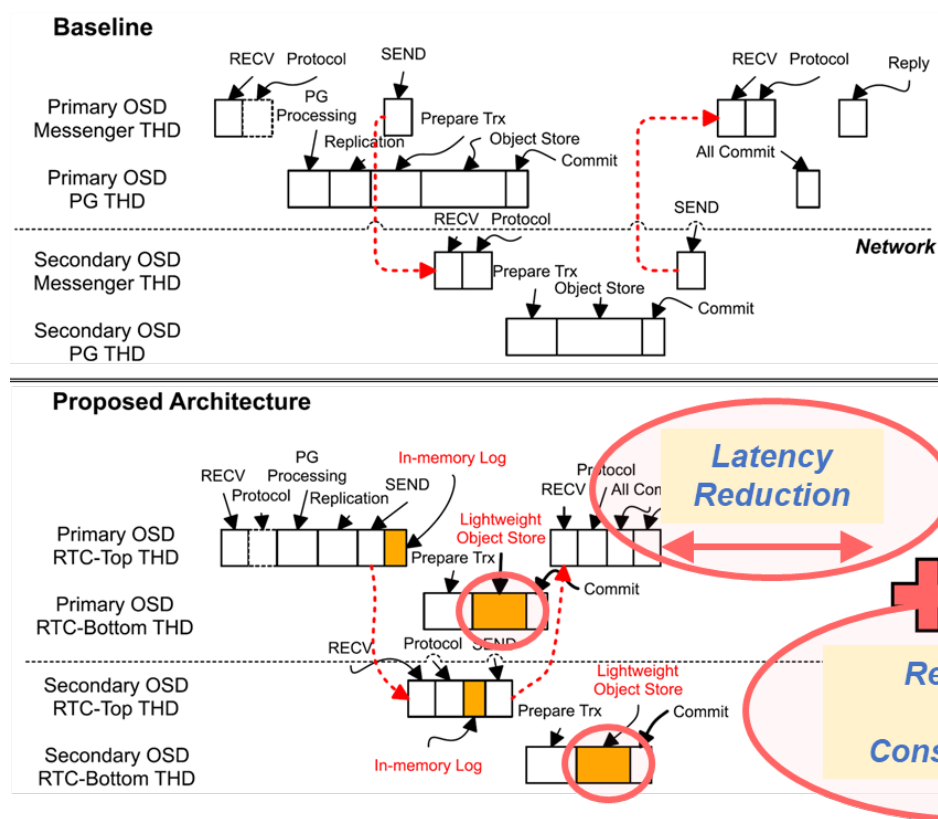 Baseline
RECV Protocol
SEND
RECV Protocol
Reply
Primary OSD
Messenger THD
PG
Processing
Replication
Prepare Trx
Object Store
Commit
All Commit
Primary OSD
PG THD
RECV Protocol
SEND
Network
Secondary OSD
Messenger THD
Prepare Trx
Object Store
Commit
Secondary OSD
PG THD
Proposed Architecture
RECV
Protocol
PG
Processing
Replication
SEND
In-memory Log
RECV
Protocol
All Com
Latency
Reduction
Primary OSD
RTC-Top THD
Prepare Trx
Lightweight
Object Store
Commit
Primary OSD
RTC-Bottom THD
RECV
Protocol
SEND
Secondary OSD
RTC-Top THD
In-memory Log
Prepare Trx
Lightweight
Object Store
Commit
Secondary OSD
RTC-Bottom THD
Re
Cons